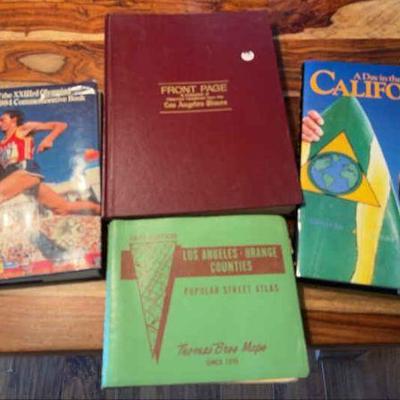 the XXIIIrd Olympiad
1984 Commemorative Book
FRONT PAGE
Los Angeles Times
A Day in the
CALIFO
LOS ANGELES · ORANGE
COUNTIES
POPULAR STREET ATLAS
Thomas Bros Maps
SINCE 1915